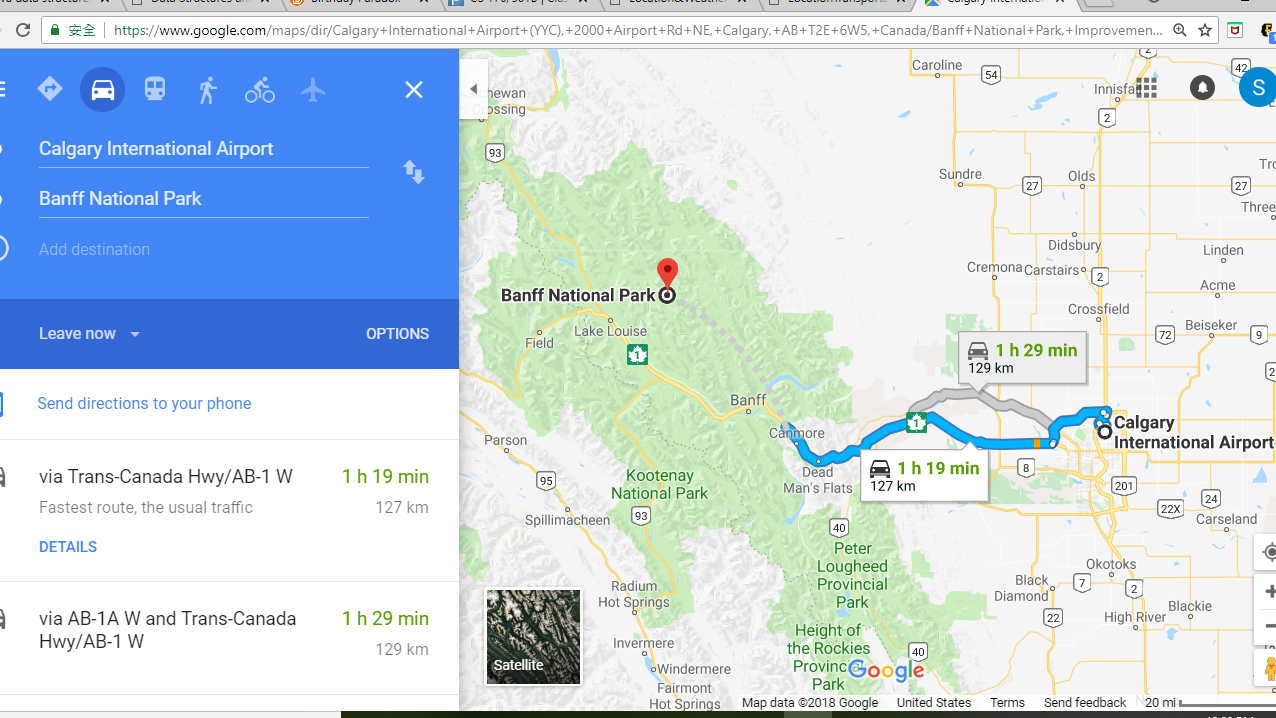 安全
https://www.google.com/maps/dir/Calgary+International+Airport+(YYC),+2000+Airport+Rd+NE,+Calgary,+AB+T2E+6W5,+Canada/Banff+National+Park,+Improvemen...
Calgary International Airport
Banff National Park
Add destination
Leave now
OPTIONS
Send directions to your phone
via Trans-Canada Hwy/AB-1 W
1 h 19 min
Fastest route, the usual traffic
127 km
DETAILS
via AB-1A W and Trans-Canada
Hwy/AB-1 W
1 h 29 min
129 km
Caroline
54
42
2
S
2
93
Sundre
Olds
27
27
Didsbury
Linden
Cremona
Carstairs
2
Acme
Banff National Park
Crossfield
Lake Louise
Field
1
72
Beiseker
9
1 h 29 min
129 km
Banff
Canmore
1
Calgary
International Airport
Parson
Dead
Man's Flats
1 h 19 min
127 km
8
95
Kootenay
National Park
201
24
22X
Carseland
Spillimacheen
93
40
Peter
Lougheed
Provincial
Park
Okotoks
Black
Diamond
7
2
Radium
Hot Springs
22
High River
Blackie
Height of
the Rockies
Provinc
Park
Invermere
40
Windermere
Fairmont
Hot Springs
Satellite
Google
Map data ©2018 Google
United States
Terms
Send feedback
20 mi